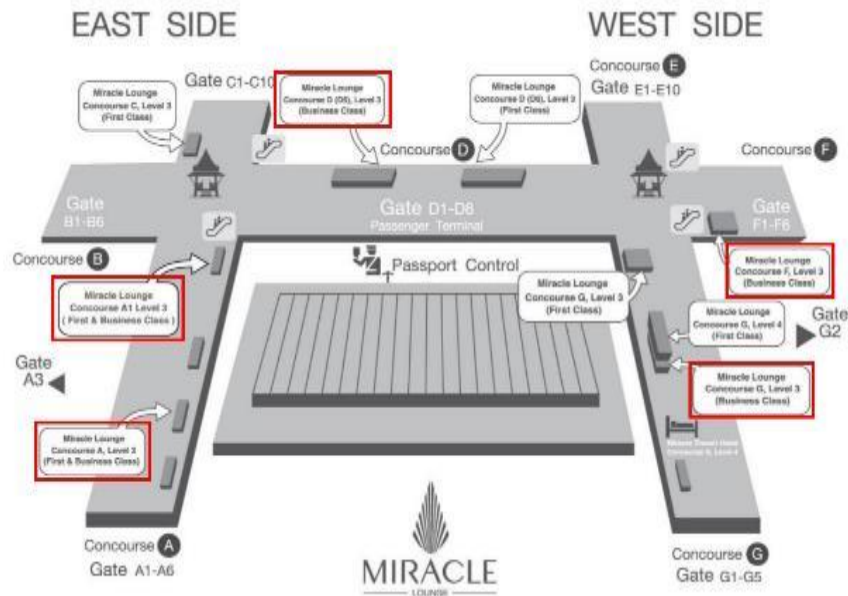 EAST SIDE
WEST SIDE
Miracle Lounge
Concourse C, Level 3
(First Class)
Gate C1-C10
Miracle Lounge
Concourse D (D5), Level 3
(Business Class)
Miracle Lounge
Concourse D (D6), Level 3
(First Class)
Concourse E
Gate E1-E10
Concourse D
Concourse F
Gate
B1-B6
Gate D1-D8
Passenger Terminal
Gate
F1-F6
Concourse B
Passport Control
Miracle Lounge
Concourse A1 Level 3
( First & Business Class )
Miracle Lounge
Concourse G, Level 3
(First Class)
Miracle Lounge
Concourse F, Level 3
(Business Class)
Miracle Lounge
Concourse G, Level 4
(First Class)
Gate
G2
Gate
A3
Miracle Lounge
Concourse G, Level 3
(Business Class)
Miracle Lounge
Concourse A, Level 3
(First & Business Class)
Concourse A
Gate A1-A6
MIRACLE
LOUNGE
Concourse G
Gate G1-G5